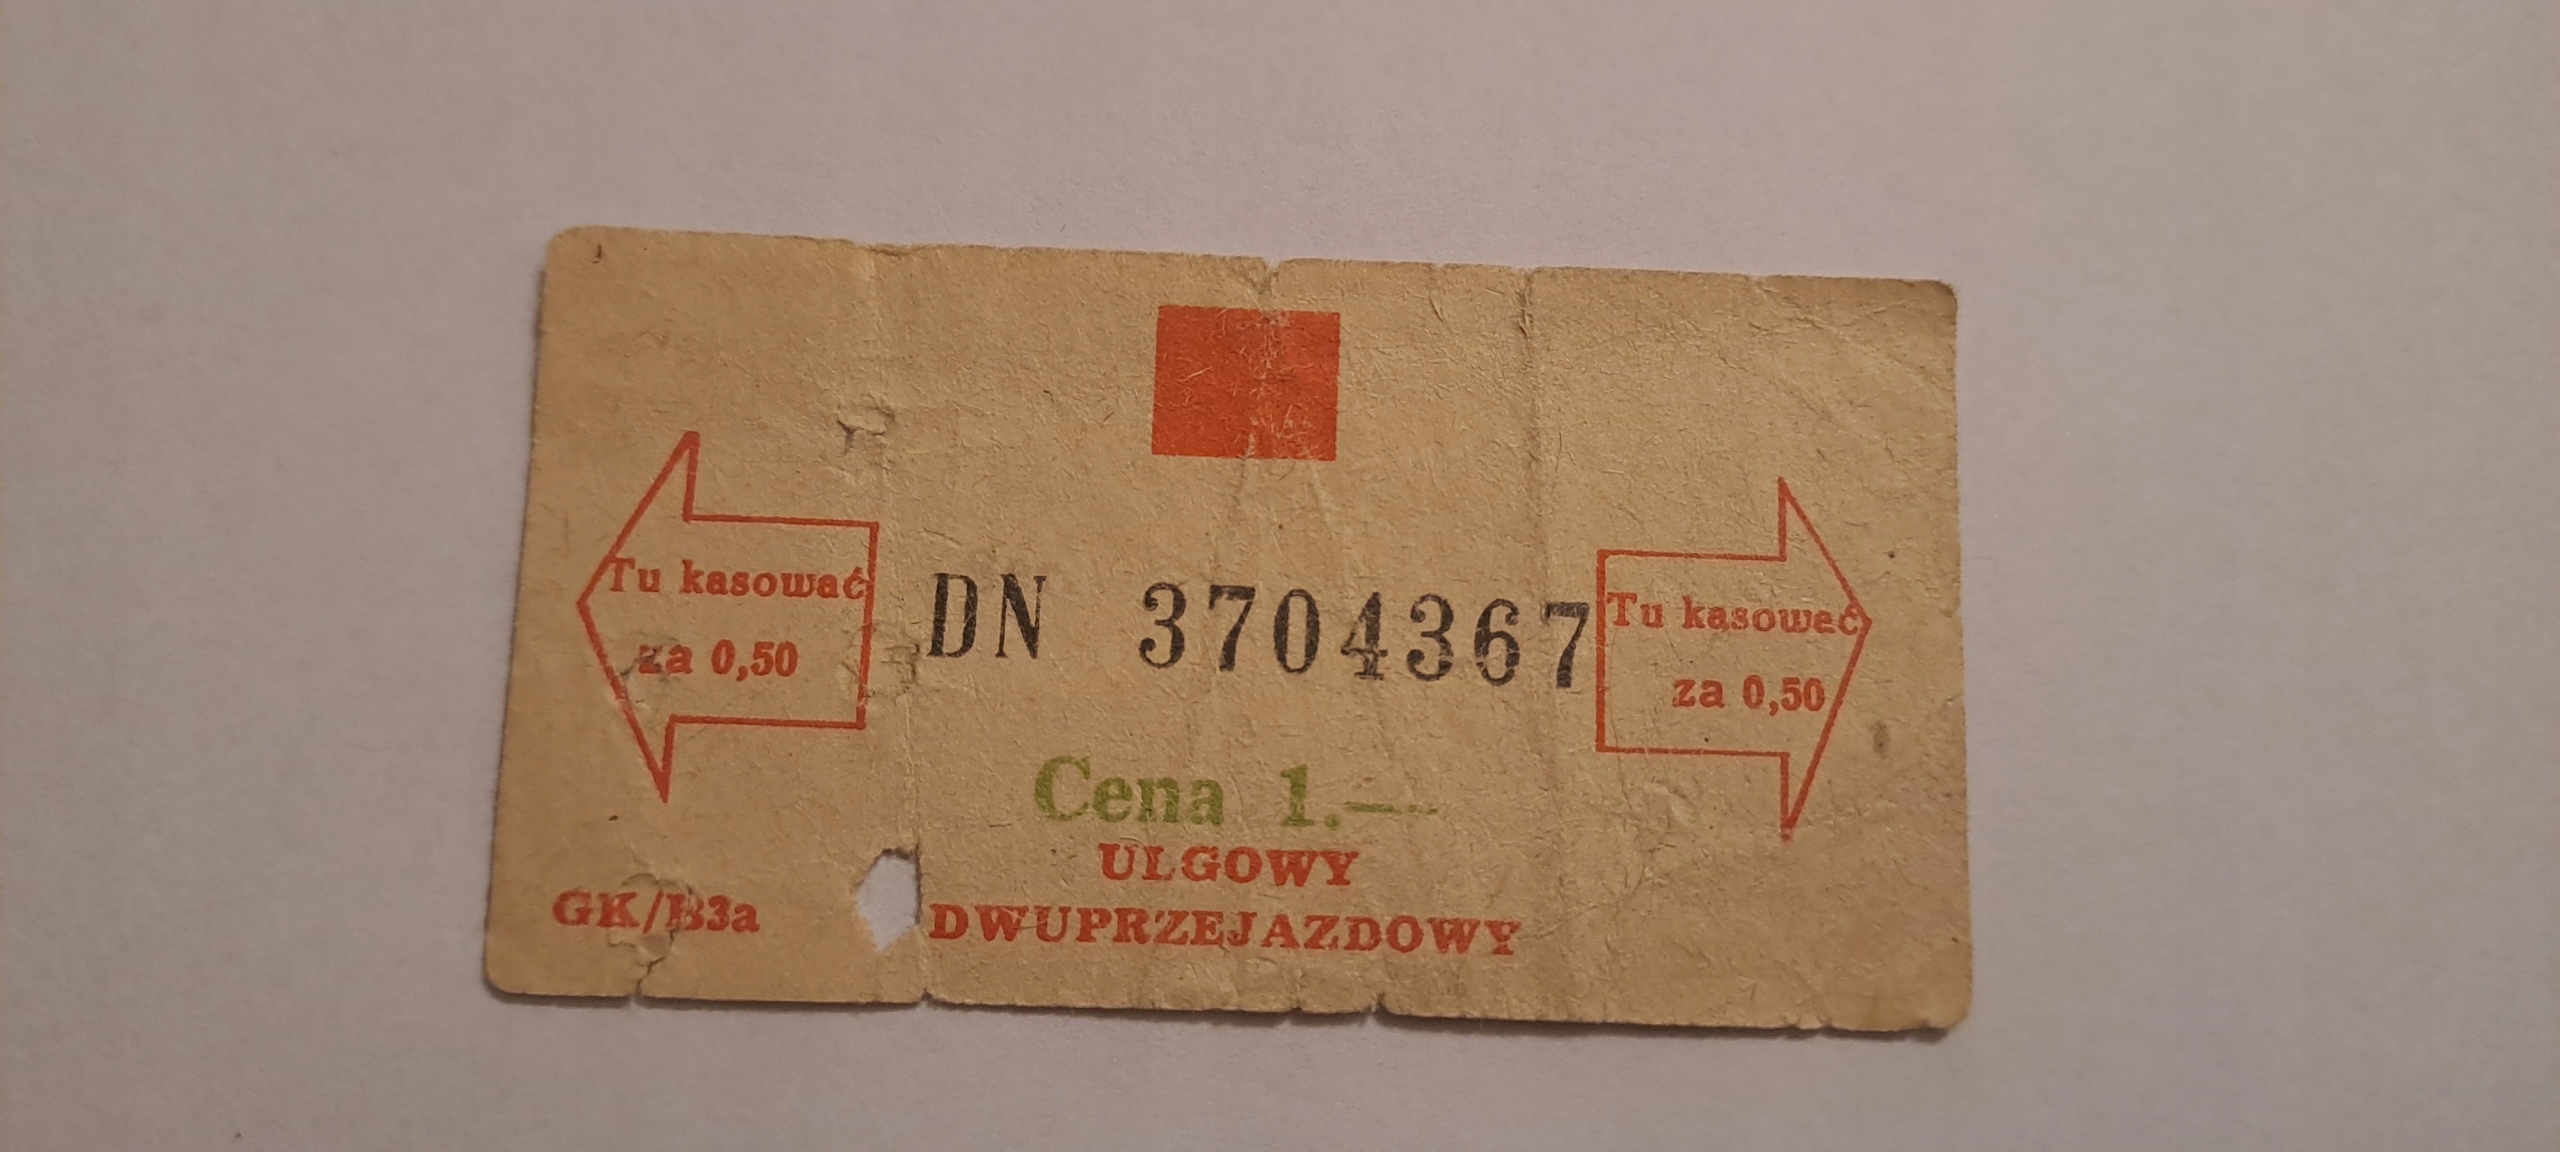 Tu kasować
za 0,50
DN 3704367
Tu kasować
za 0,50
Cena 1.—
ULGOWY
DWUPRZEJAZDOWY
GK/B3a